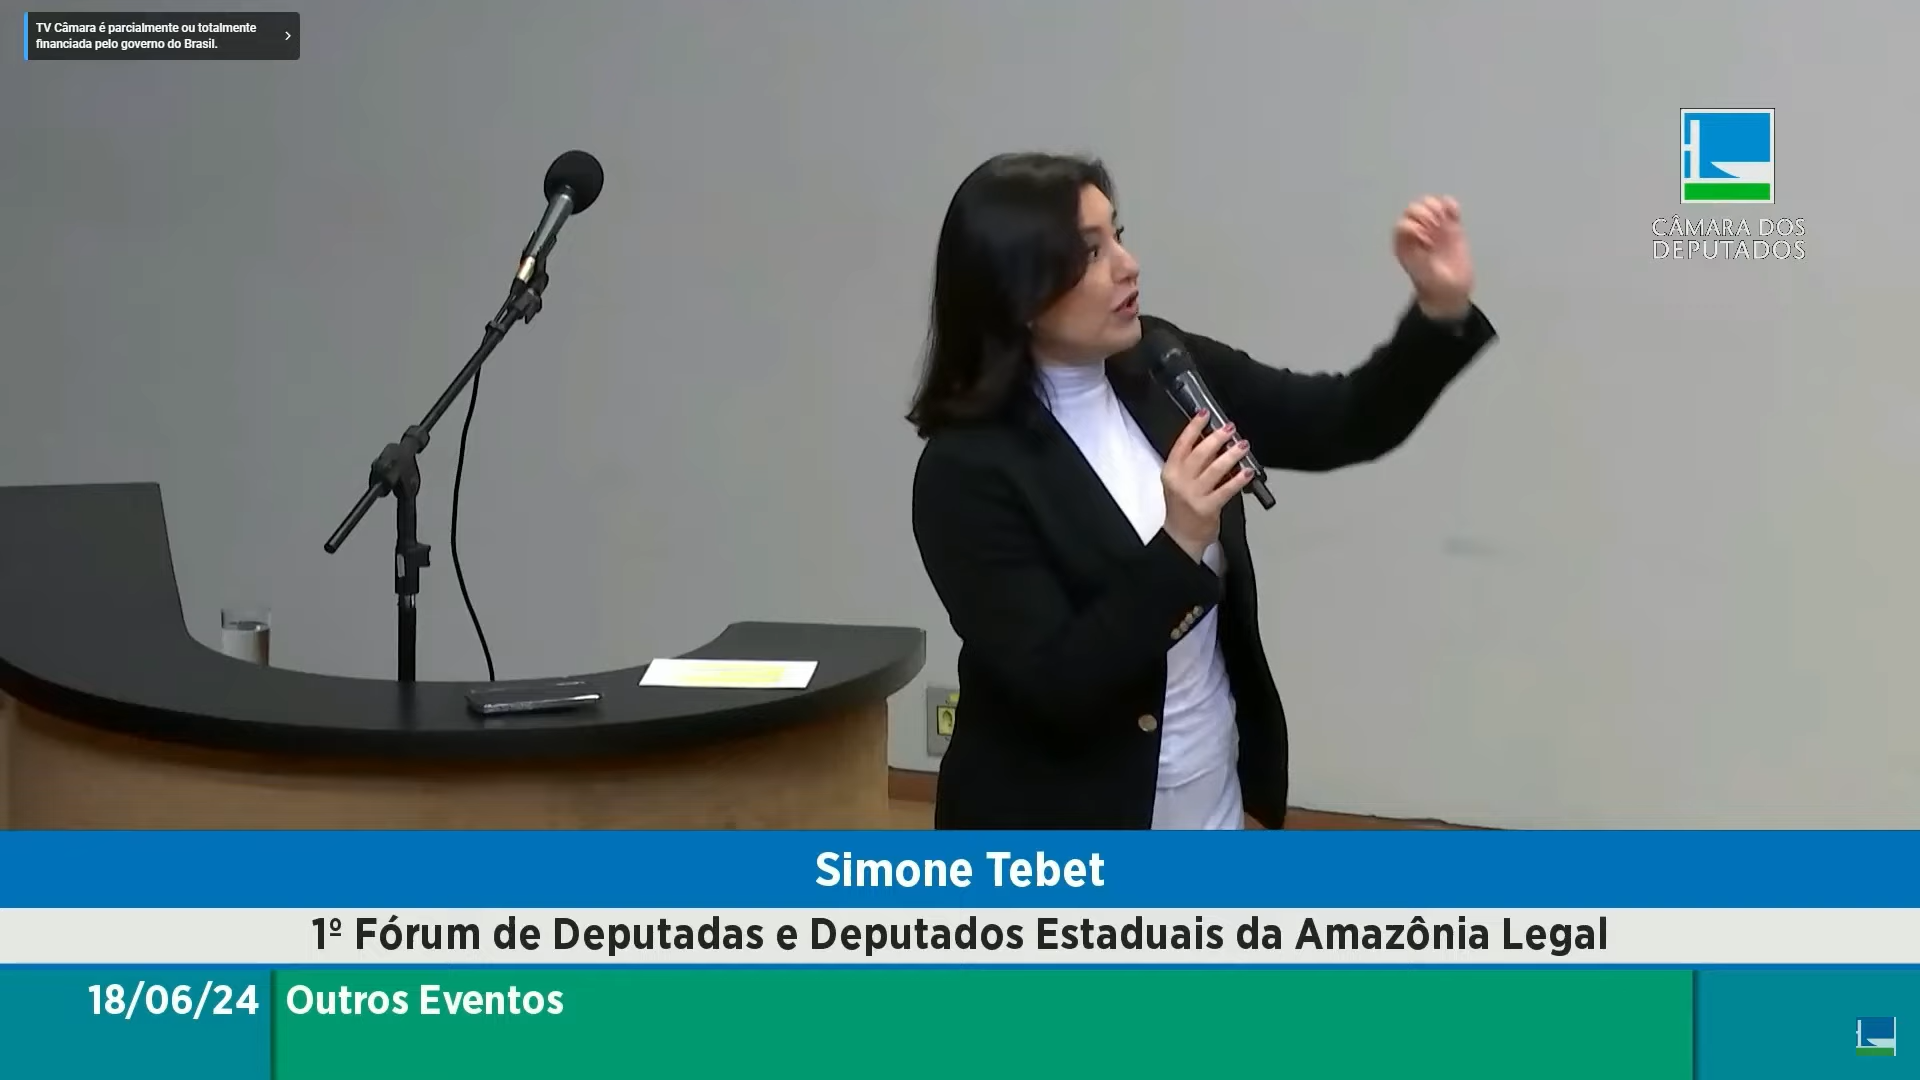 TV Câmara é parcialmente ou totalmente
financiada pelo governo do Brasil.
CÂMARA DOS
DEPUTADOS
Simone Tebet
1º Fórum de Deputadas e Deputados Estaduais da Amazônia Legal
18/06/24
Outros Eventos